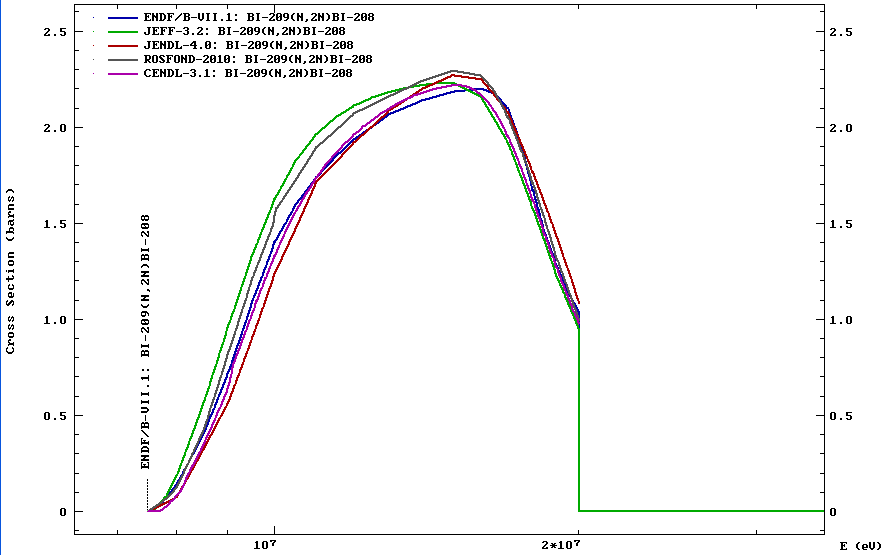 ENDF/B-VII.1: BI-209(N,2N)BI-208
JEFF-3.2: BI-209(N,2N)BI-208
JENDL-4.0: BI-209(N,2N)BI-208
ROSFOND-2010: BI-209(N,2N)BI-208
CENDL-3.1: BI-209(N,2N)BI-208
2.5
2.5
2.0
2.0
1.5
1.5
Cross Section (barns)
ENDF/B-VII.1: BI-209(N,2N)BI-208
1.0
1.0
0.5
0.5
0
0
10⁷
2*10⁷
E (eV)